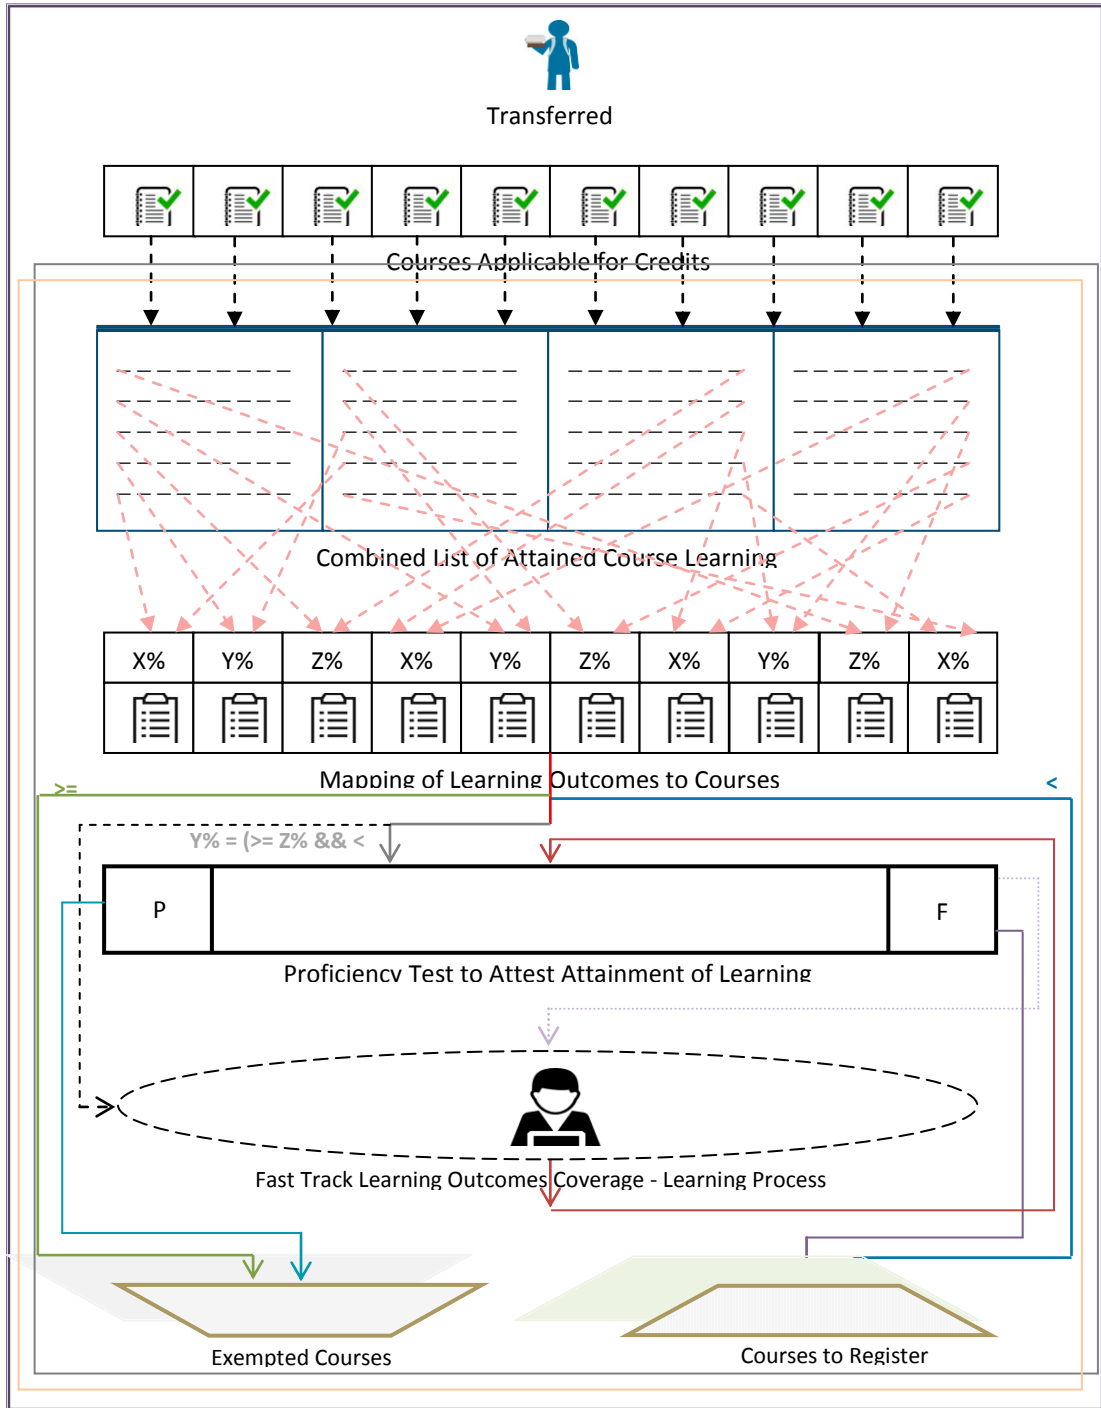 Transferred
Courses Applicable for Credits
Combined List of Attained Course Learning
X% Y% Z% X% Y% Z% X% Y% Z% X%
Mapping of Learning Outcomes to Courses
>= <
Y% = (>= Z% && <
P F
Proficiency Test to Attest Attainment of Learning
Fast Track Learning Outcomes Coverage - Learning Process
Exempted Courses Courses to Register